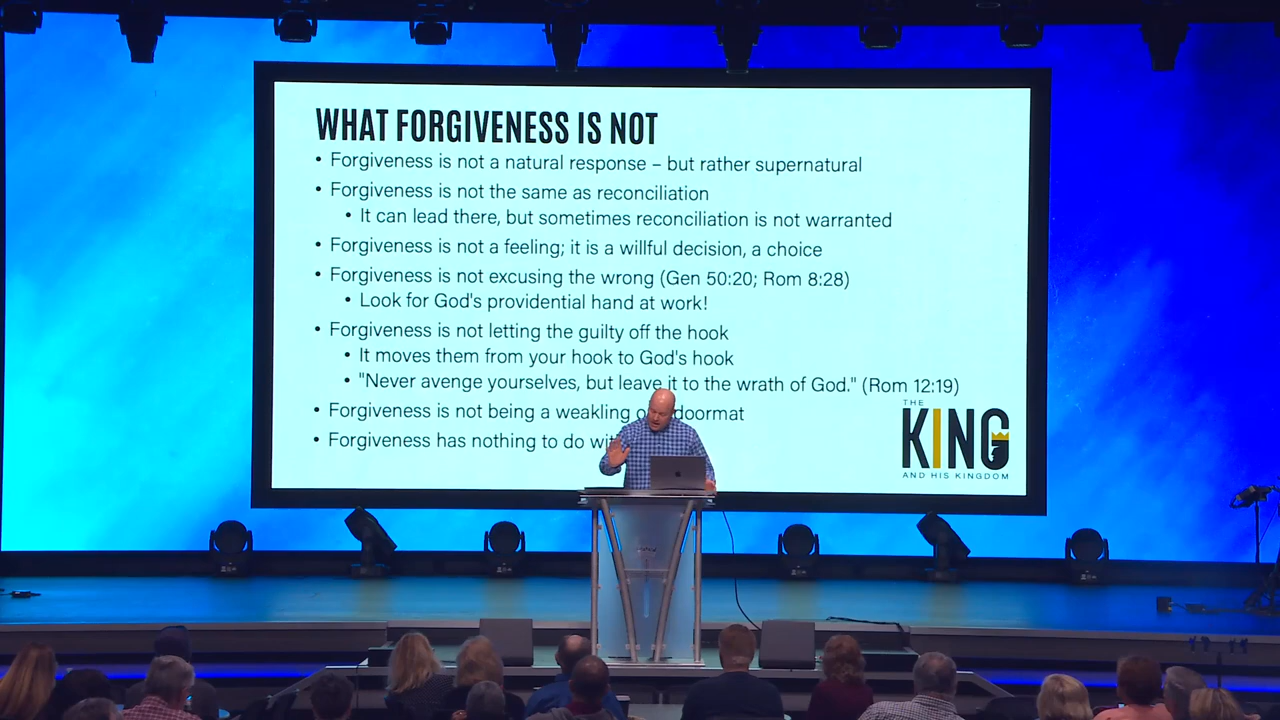 WHAT FORGIVENESS IS NOT
• Forgiveness is not a natural response – but rather supernatural
• Forgiveness is not the same as reconciliation
• It can lead there, but sometimes reconciliation is not warranted
• Forgiveness is not a feeling; it is a willful decision, a choice
• Forgiveness is not excusing the wrong (Gen 50:20; Rom 8:28)
• Look for God's providential hand at work!
• Forgiveness is not letting the guilty off the hook
• It moves them from your hook to God's hook
• "Never avenge yourselves, but leave it to the wrath of God." (Rom 12:19)
• Forgiveness is not being a weakling doormat
• Forgiveness has nothing to do
THE
KING
AND HIS KINGDOM